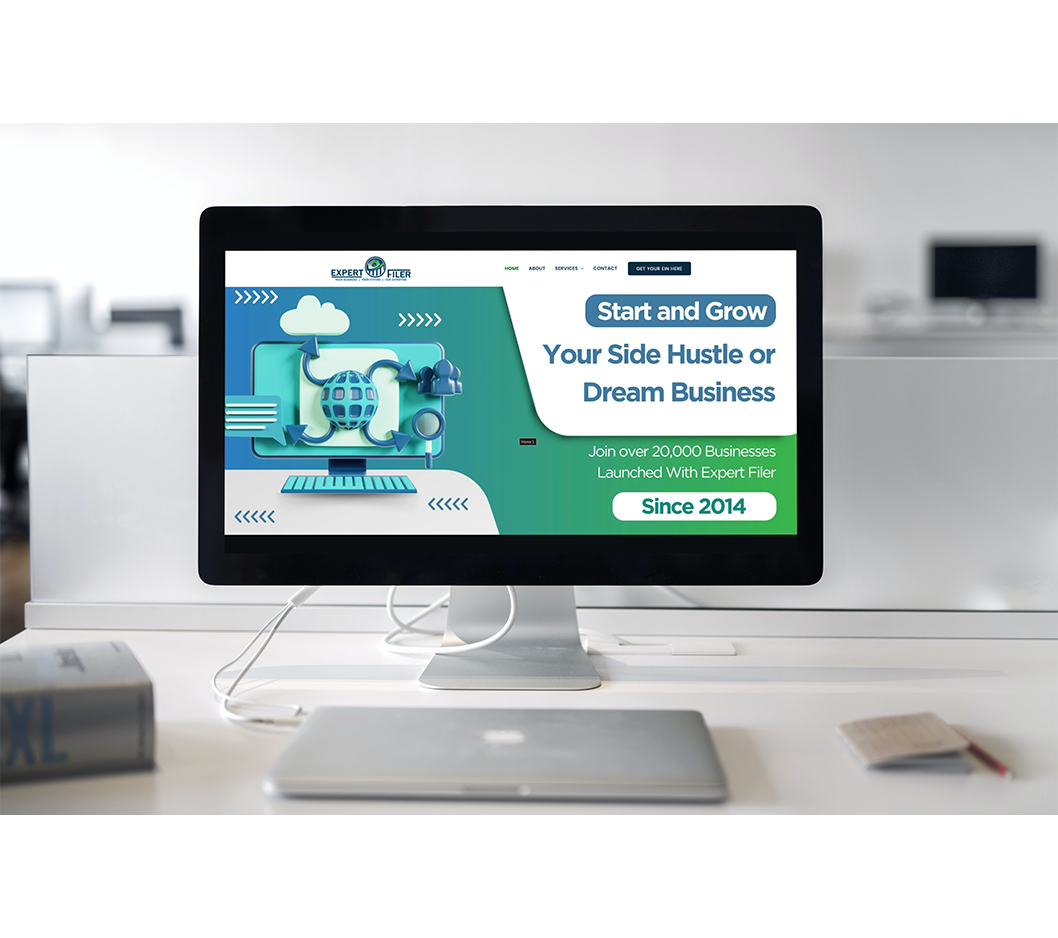 EXPERT FILER
YOUR BUSINESS | YOUR FUTURE | OUR EXPERTISE
HOME ABOUT SERVICES CONTACT GET YOUR EIN HERE
Start and Grow
Your Side Hustle or
Dream Business
Home 1
Join over 20,000 Businesses
Launched With Expert Filer
Since 2014
XL